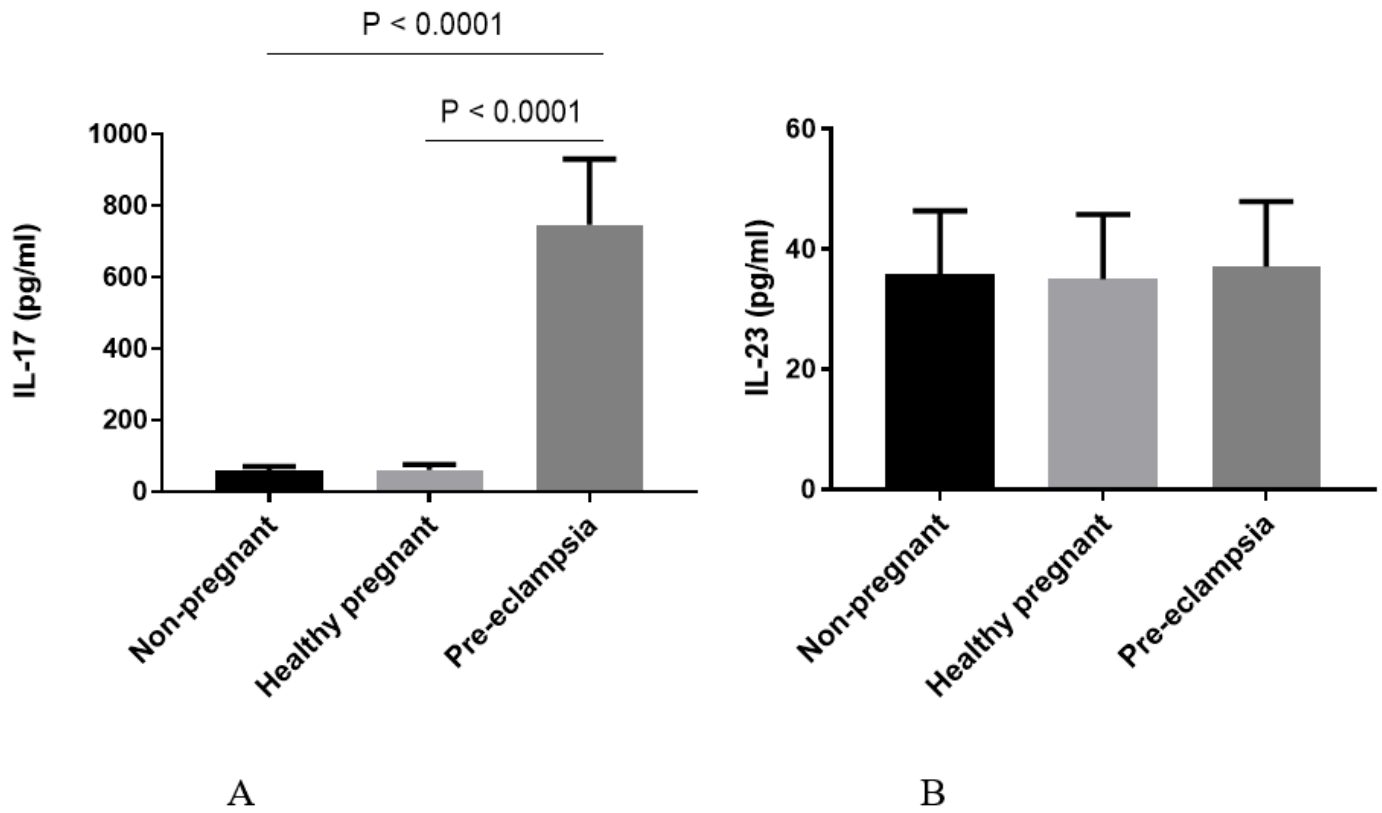 P < 0.0001
P < 0.0001
IL-17 (pg/ml)
1000
800
600
400
200
0
Non-pregnant
Healthy pregnant
Pre-eclampsia
A
IL-23 (pg/ml)
60
40
20
0
Non-pregnant
Healthy pregnant
Pre-eclampsia
B